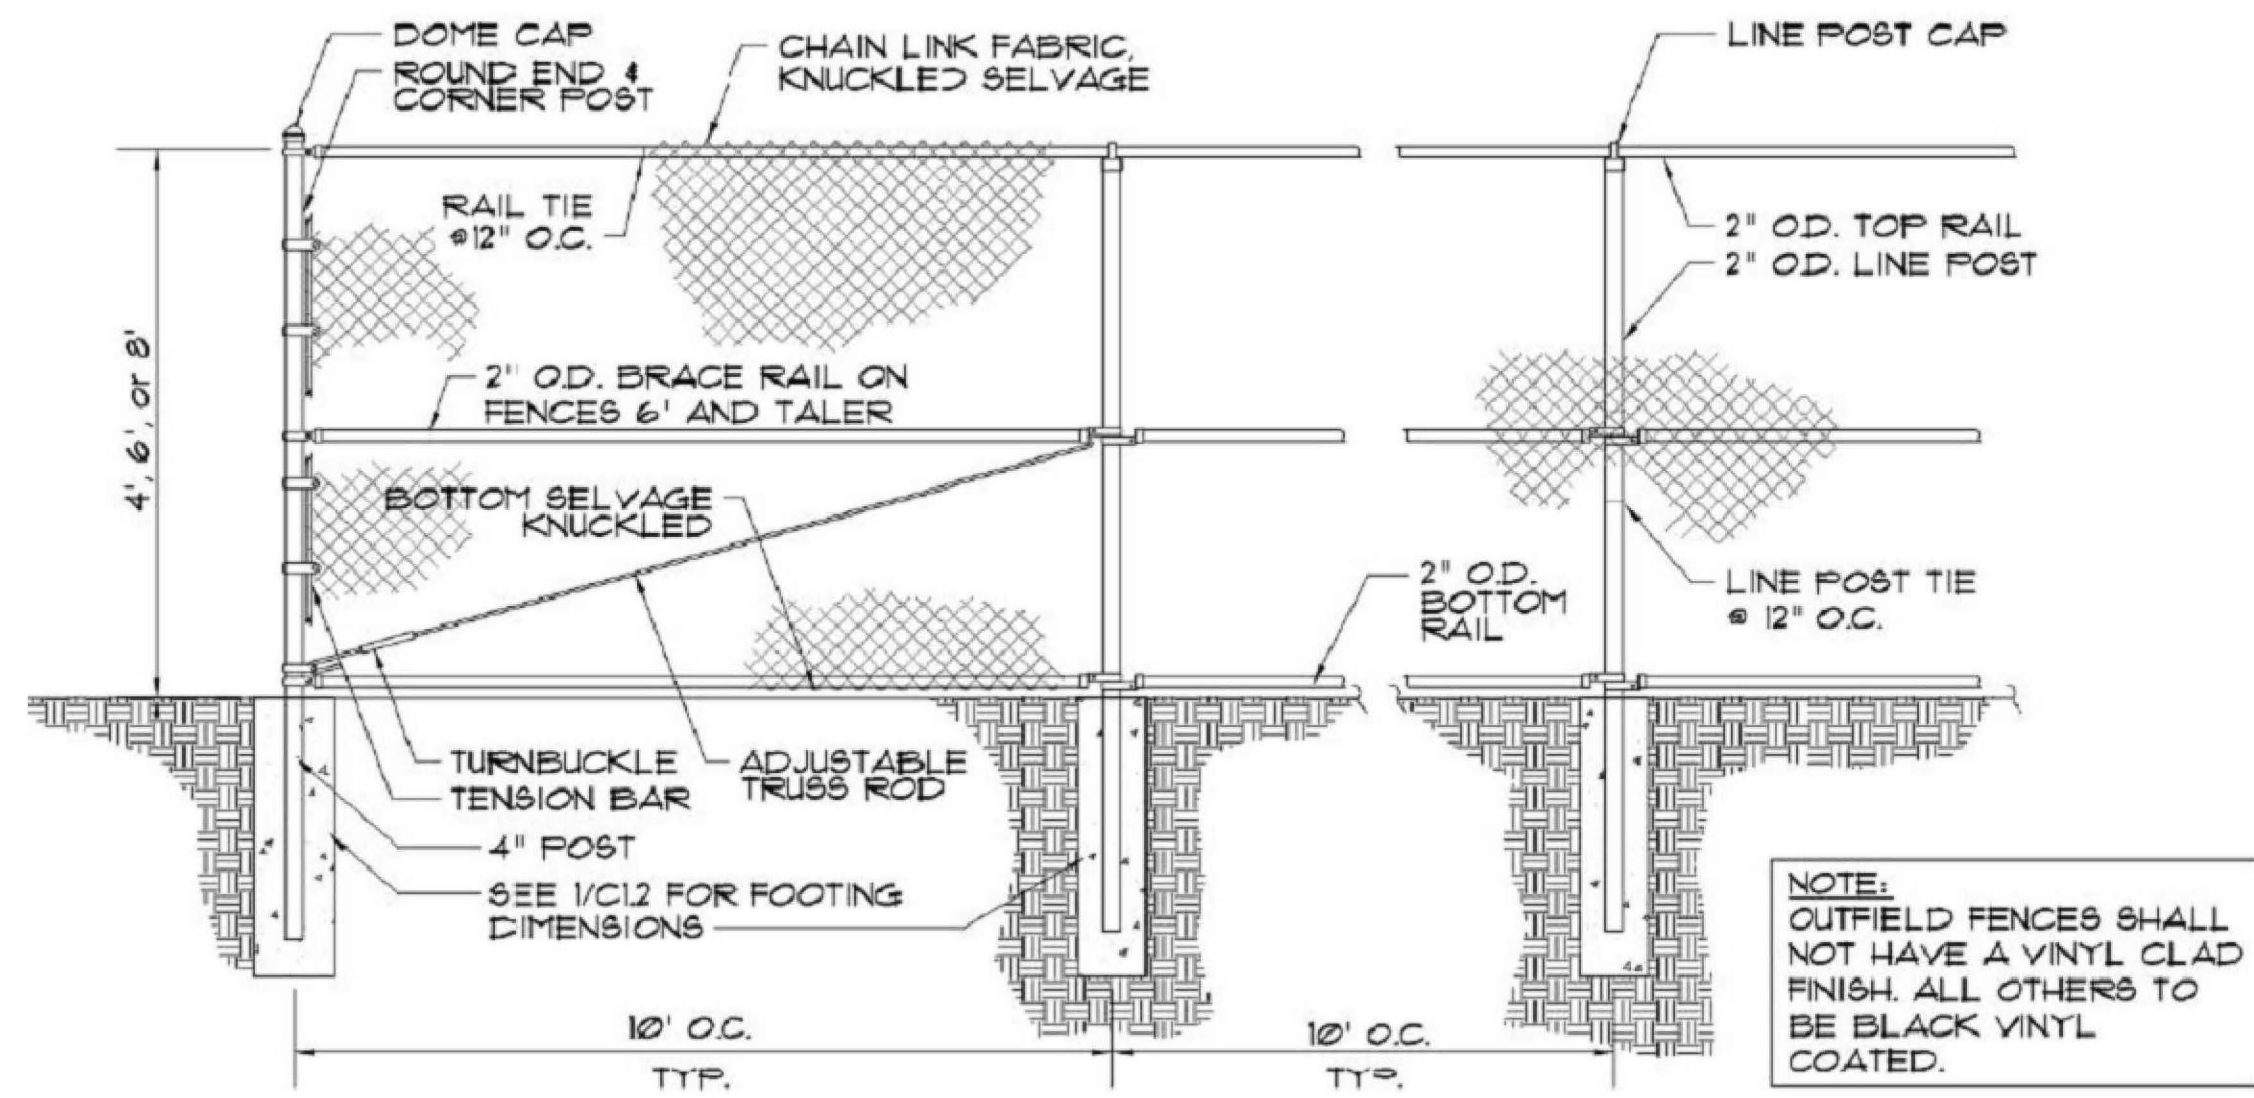 DOME CAP
ROUND END &
CORNER POST
CHAIN LINK FABRIC,
KNUCKLED SELVAGE
LINE POST CAP
RAIL TIE
@12" O.C.
2" O.D. TOP RAIL
2" O.D. LINE POST
4', 6', or 8'
2" O.D. BRACE RAIL ON
FENCES 6' AND TALER
BOTTOM SELVAGE
KNUCKLED
2" O.D.
BOTTOM
RAIL
LINE POST TIE
@ 12" O.C.
TURNBUCKLE
TENSION BAR
ADJUSTABLE
TRUSS ROD
4" POST
SEE 1/C1.2 FOR FOOTING
DIMENSIONS
10' O.C.
TYP.
10' O.C.
TYP.
NOTE:
OUTFIELD FENCES SHALL
NOT HAVE A VINYL CLAD
FINISH. ALL OTHERS TO
BE BLACK VINYL
COATED.